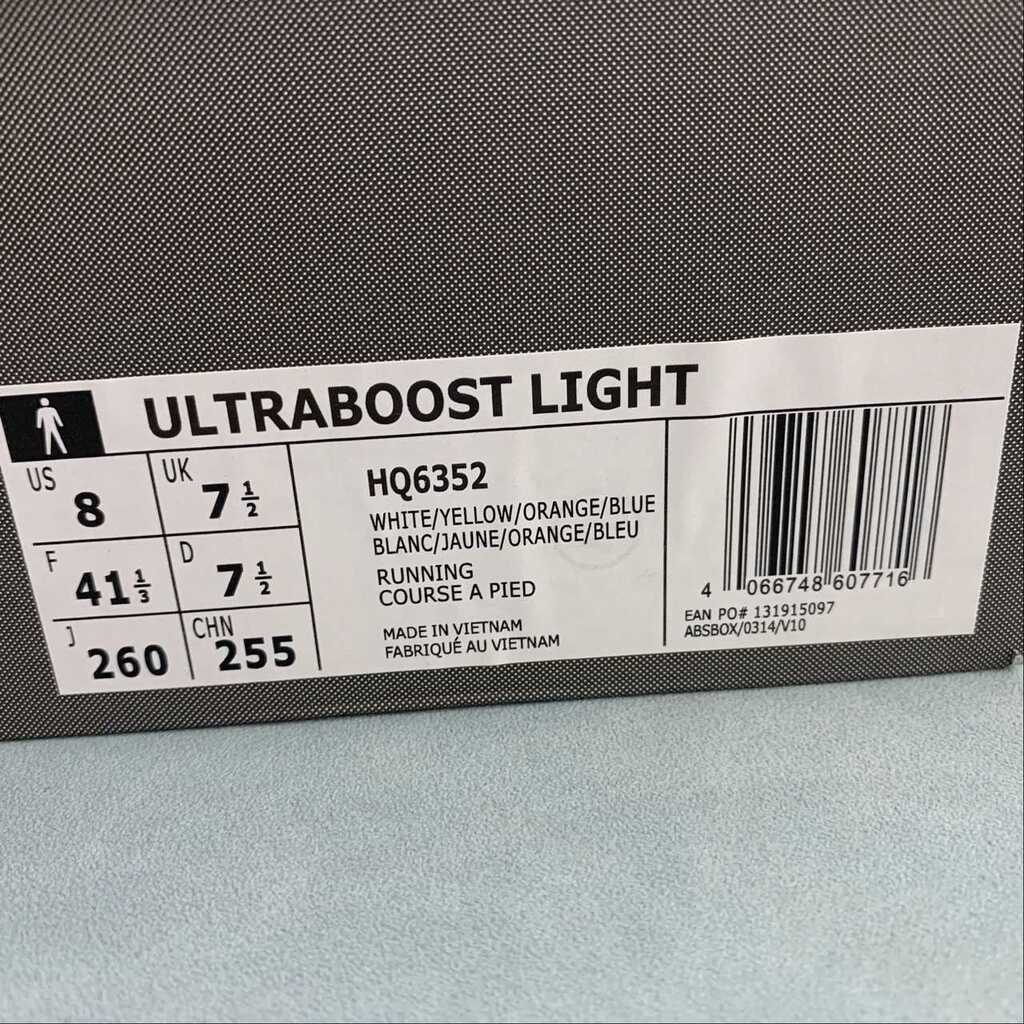 ULTRABOOST LIGHT
US 8
UK 7 1/2
F 41 1/3
D 7 1/2
J 260
CHN 255
HQ6352
WHITE/YELLOW/ORANGE/BLUE
BLANC/JAUNE/ORANGE/BLEU
RUNNING
COURSE A PIED
MADE IN VIETNAM
FABRIQUÉ AU VIETNAM
4 066748 607716
EAN PO# 131915097
ABSBOX/0314/V10